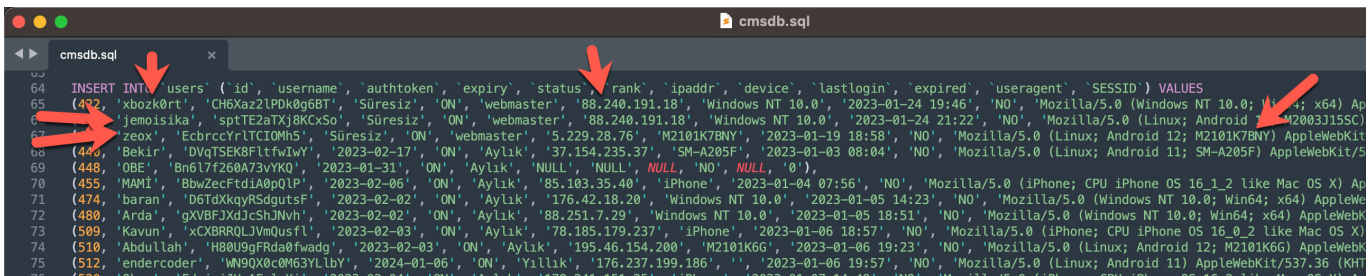 cmsdb.sql
cmsdb.sql ×
64 INSERT INTO `users` (`id`, `username`, `authtoken`, `expiry`, `status`, `rank`, `ipaddr`, `device`, `lastlogin`, `expired`, `useragent`, `SESSID`) VALUES
65 (422, 'xbozk0rt', 'CH6Xaz2lPDk0g6BT', 'Süresiz', 'ON', 'webmaster', '88.240.191.18', 'Windows NT 10.0', '2023-01-24 19:46', 'NO', 'Mozilla/5.0 (Windows NT 10.0; Win64; x64) Ap
'jemoisika', 'sptTE2aTXj8KCxSo', 'Süresiz', 'ON', 'webmaster', '88.240.191.18', 'Windows NT 10.0', '2023-01-24 21:22', 'NO', 'Mozilla/5.0 (Linux; Android M2003J15SC)
'zeox', 'EcbrccYrlTCIOMh5', 'Süresiz', 'ON', 'webmaster', '5.229.28.76', 'M2101K7BNY', '2023-01-19 18:58', 'NO', 'Mozilla/5.0 (Linux; Android 12; M2101K7BNY) AppleWebKit
68 (440, 'Bekir', 'DVqTSEK8FltfwIwY', '2023-02-17', 'ON', 'Aylık', '37.154.235.37', 'SM-A205F', '2023-01-03 08:04', 'NO', 'Mozilla/5.0 (Linux; Android 11; SM-A205F) AppleWebKit/5
69 (448, 'OBE', 'Bn6l7f260A73vYKQ', '2023-01-31', 'ON', 'Aylık', 'NULL', 'NULL', NULL, 'NO', NULL, '0'),
70 (455, 'MAMİ', 'BbwZecFtdiA0pQlP', '2023-02-06', 'ON', 'Aylık', '85.103.35.40', 'iPhone', '2023-01-04 07:56', 'NO', 'Mozilla/5.0 (iPhone; CPU iPhone OS 16_1_2 like Mac OS X) Ap
71 (474, 'baran', 'D6TdXkqyRSdgutsF', '2023-02-02', 'ON', 'Aylık', '176.42.18.20', 'Windows NT 10.0', '2023-01-05 14:23', 'NO', 'Mozilla/5.0 (Windows NT 10.0; Win64; x64) AppleWe
72 (480, 'Arda', 'gXVBFJXdJcShJNvh', '2023-02-02', 'ON', 'Aylık', '88.251.7.29', 'Windows NT 10.0', '2023-01-05 18:51', 'NO', 'Mozilla/5.0 (Windows NT 10.0; Win64; x64) AppleWebK
73 (509, 'Kavun', 'xCXBRRQLJVmQusfl', '2023-02-03', 'ON', 'Aylık', '78.185.179.237', 'iPhone', '2023-01-06 18:57', 'NO', 'Mozilla/5.0 (iPhone; CPU iPhone OS 16_0_2 like Mac OS X)
74 (510, 'Abdullah', 'H80U9gFRda0fwadg', '2023-02-03', 'ON', 'Aylık', '195.46.154.200', 'M2101K6G', '2023-01-06 19:23', 'NO', 'Mozilla/5.0 (Linux; Android 12; M2101K6G) AppleWebK
75 (512, 'endercoder', 'WN9QX0c0M63YLlbY', '2024-01-06', 'ON', 'Yıllık', '176.237.199.186', '', '2023-01-06 19:57', 'NO', 'Mozilla/5.0 (Linux; Android 12) AppleWebKit/537.36 (KHT